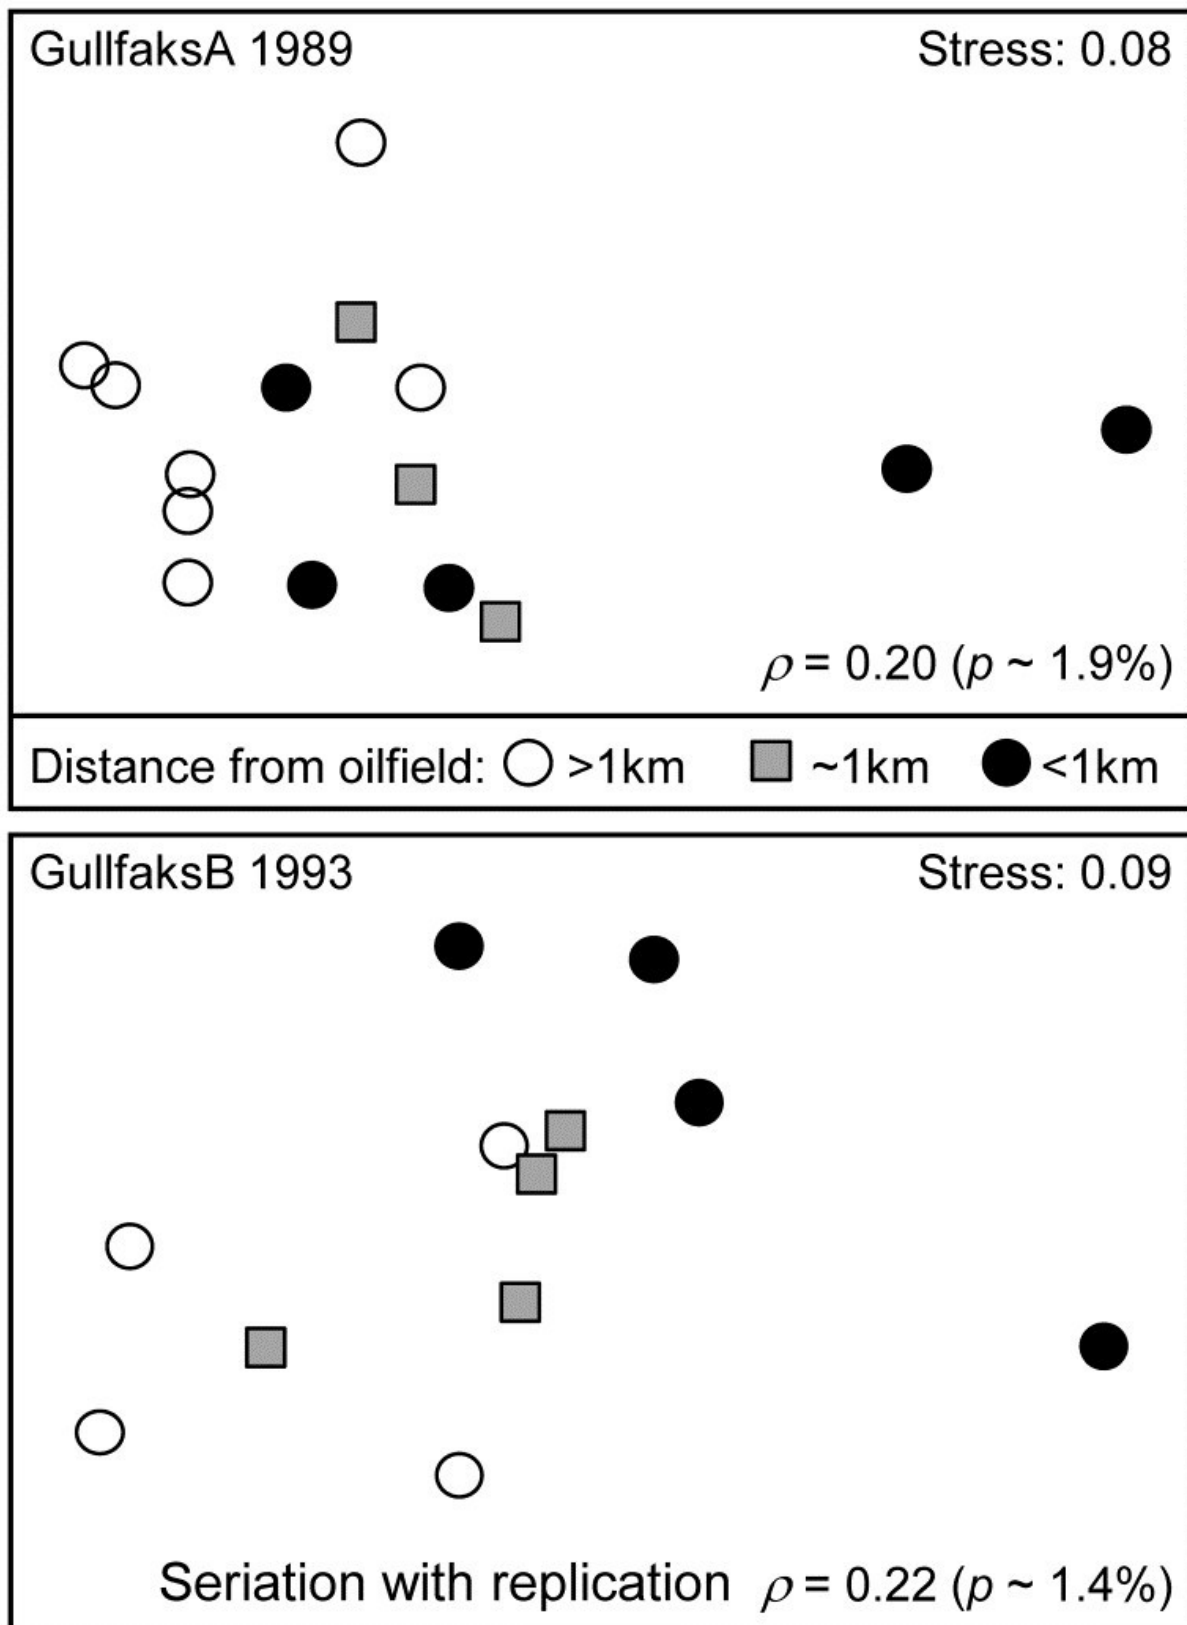 GullfaksA 1989 Stress: 0.08
ρ = 0.20 (p ~ 1.9%)
Distance from oilfield: >1km ~1km <1km
GullfaksB 1993 Stress: 0.09
Seriation with replication ρ = 0.22 (p ~ 1.4%)